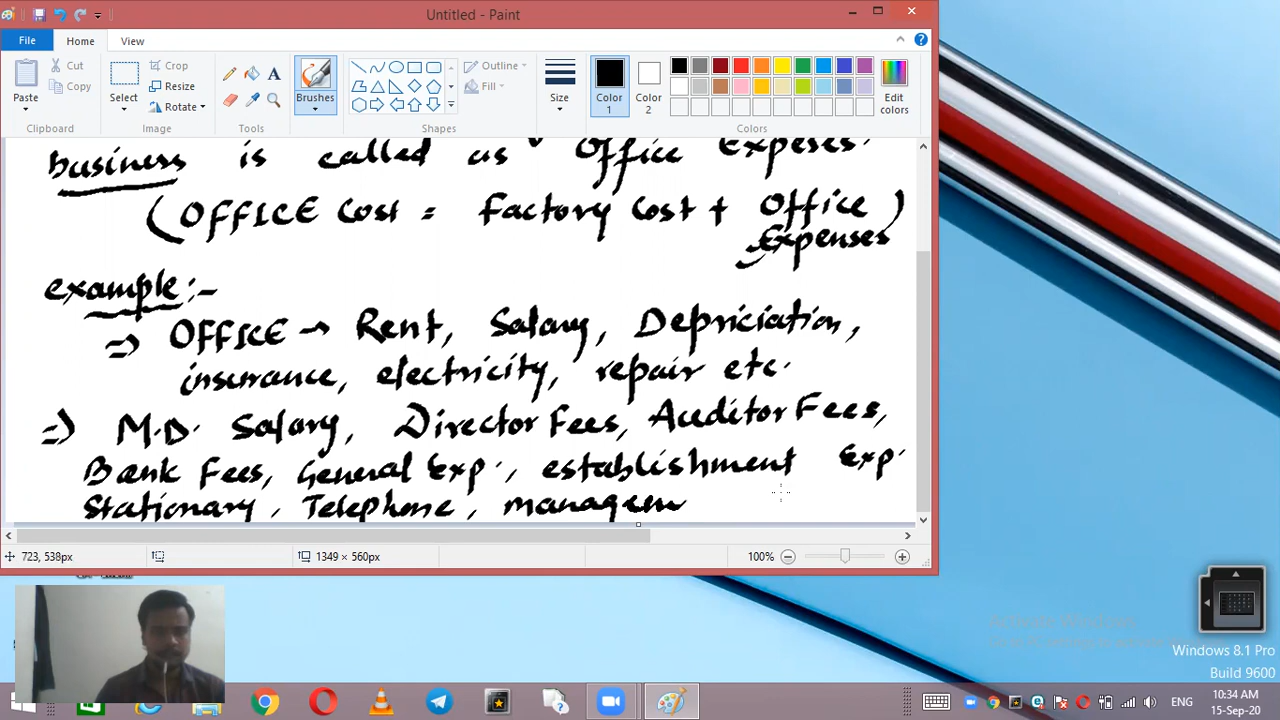 Untitled - Paint
File Home View
Paste
Cut
Copy
Clipboard
Select
Crop
Resize
Rotate
Image
Tools
Brushes
Shapes
Outline
Fill
Size
Color 1
Color 2
Edit colors
Colors
business is called as Office Expeses.
(OFFICE Cost = Factory Cost + Office)
Expenses
example:-
⇒ OFFICE → Rent, Salary, Depriciation,
insurance, electricity, repair etc.
⇒ M.D. Salary, Director Fees, Auditor Fees,
Bank Fees, General Exp., establishment Exp.
Stationary, Telephone, managem
723, 538px
1349 × 560px
100%
Activate Windows
Windows 8.1 Pro
Build 9600
ENG
10:34 AM
15-Sep-20